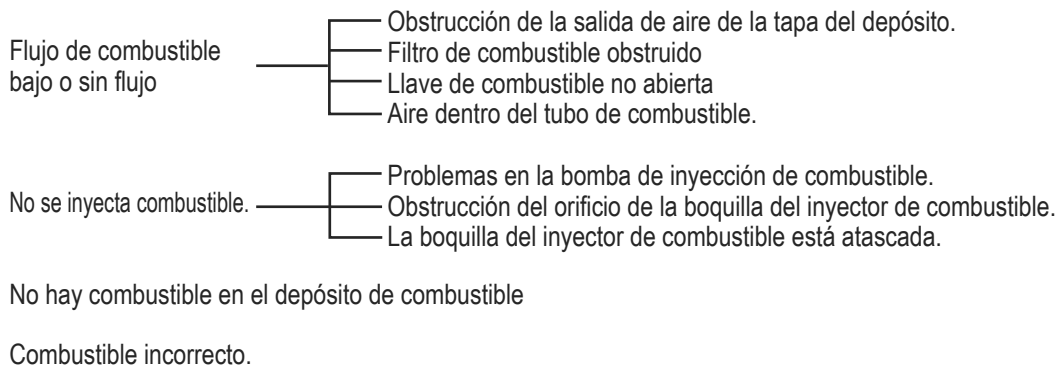 Flujo de combustible
bajo o sin flujo
Obstrucción de la salida de aire de la tapa del depósito.
Filtro de combustible obstruido
Llave de combustible no abierta
Aire dentro del tubo de combustible.
No se inyecta combustible.
Problemas en la bomba de inyección de combustible.
Obstrucción del orificio de la boquilla del inyector de combustible.
La boquilla del inyector de combustible está atascada.
No hay combustible en el depósito de combustible
Combustible incorrecto.